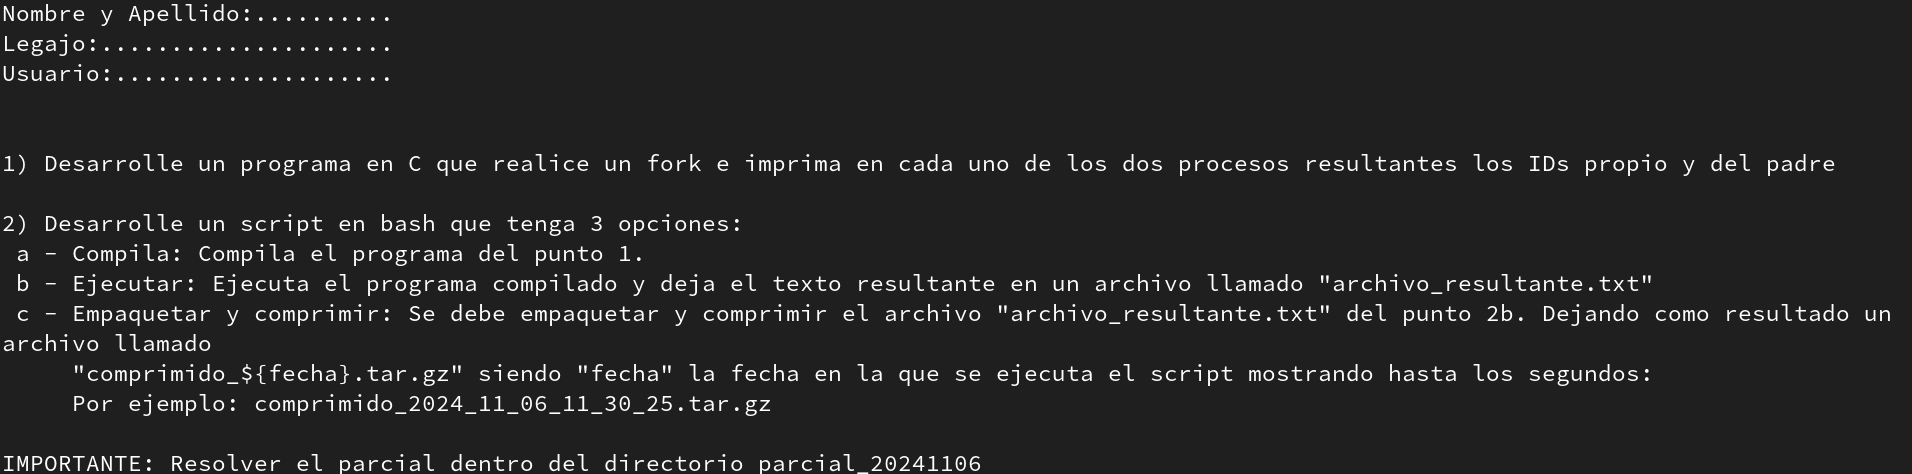 Nombre y Apellido:..........
Legajo:.....................
Usuario:....................
1) Desarrolle un programa en C que realice un fork e imprima en cada uno de los dos procesos resultantes los IDs propio y del padre
2) Desarrolle un script en bash que tenga 3 opciones:
a - Compila: Compila el programa del punto 1.
b - Ejecutar: Ejecuta el programa compilado y deja el texto resultante en un archivo llamado "archivo_resultante.txt"
c - Empaquetar y comprimir: Se debe empaquetar y comprimir el archivo "archivo_resultante.txt" del punto 2b. Dejando como resultado un
archivo llamado
"comprimido_${fecha}.tar.gz" siendo "fecha" la fecha en la que se ejecuta el script mostrando hasta los segundos:
Por ejemplo: comprimido_2024_11_06_11_30_25.tar.gz
IMPORTANTE: Resolver el parcial dentro del directorio parcial_20241106